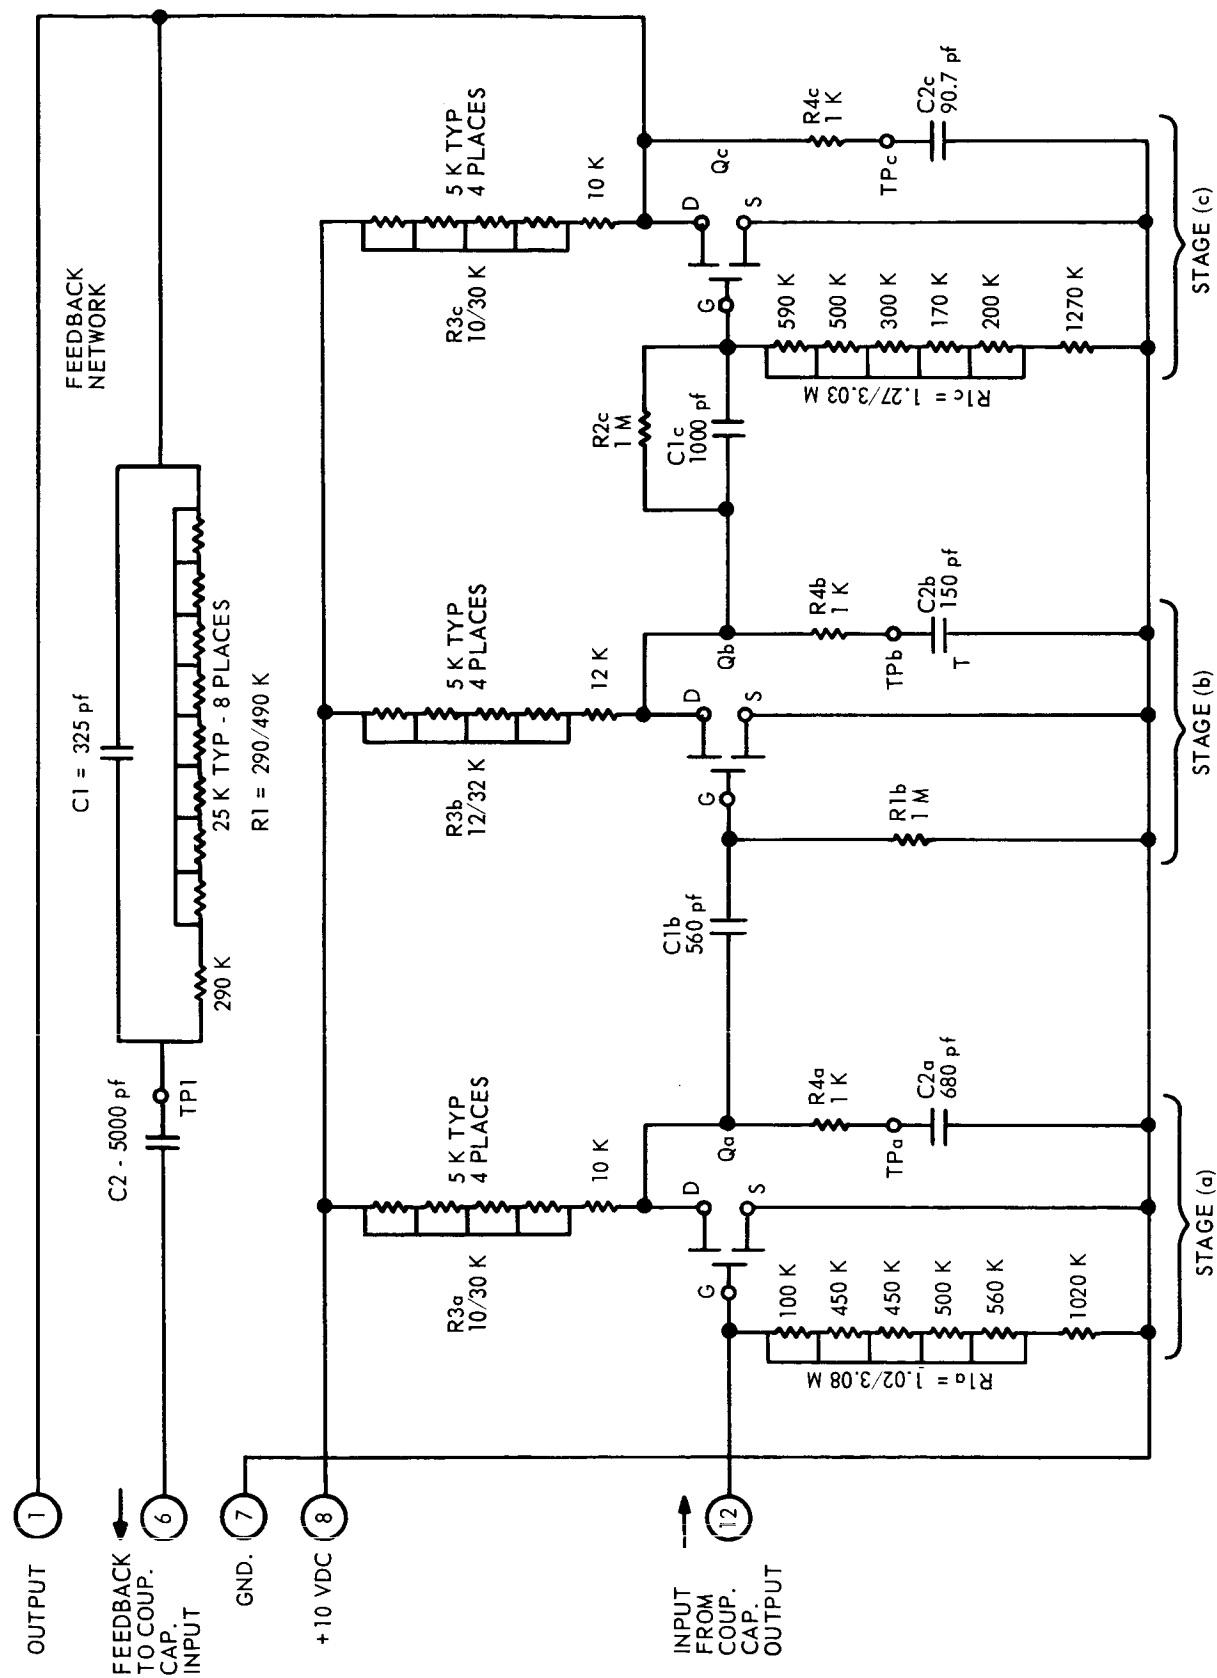 OUTPUT
1
FEEDBACK
TO COUP.
CAP.
INPUT
6
GND.
7
+10 VDC
8
INPUT
FROM
COUP.
CAP.
OUTPUT
12
FEEDBACK
NETWORK
C2 - 5000 pf
TP1
C1 = 325 pf
290 K
25 K TYP - 8 PLACES
R1 = 290/490 K
R3a
10/30 K
5 K TYP
4 PLACES
10 K
G
D
S
Qa
R1a = 1.02/3.08 M
100 K
450 K
450 K
500 K
560 K
1020 K
R4a
1 K
TPa
C2a
680 pf
STAGE (a)
C1b
560 pf
R3b
12/32 K
5 K TYP
4 PLACES
12 K
G
D
S
Qb
R1b
1 M
R4b
1 K
TPb
C2b
150 pf
T
STAGE (b)
R2c
1 M
C1c
1000 pf
R3c
10/30 K
5 K TYP
4 PLACES
10 K
G
D
S
Qc
R1c = 1.27/3.03 M
590 K
500 K
300 K
170 K
200 K
1270 K
R4c
1 K
TPc
C2c
90.7 pf
STAGE (c)